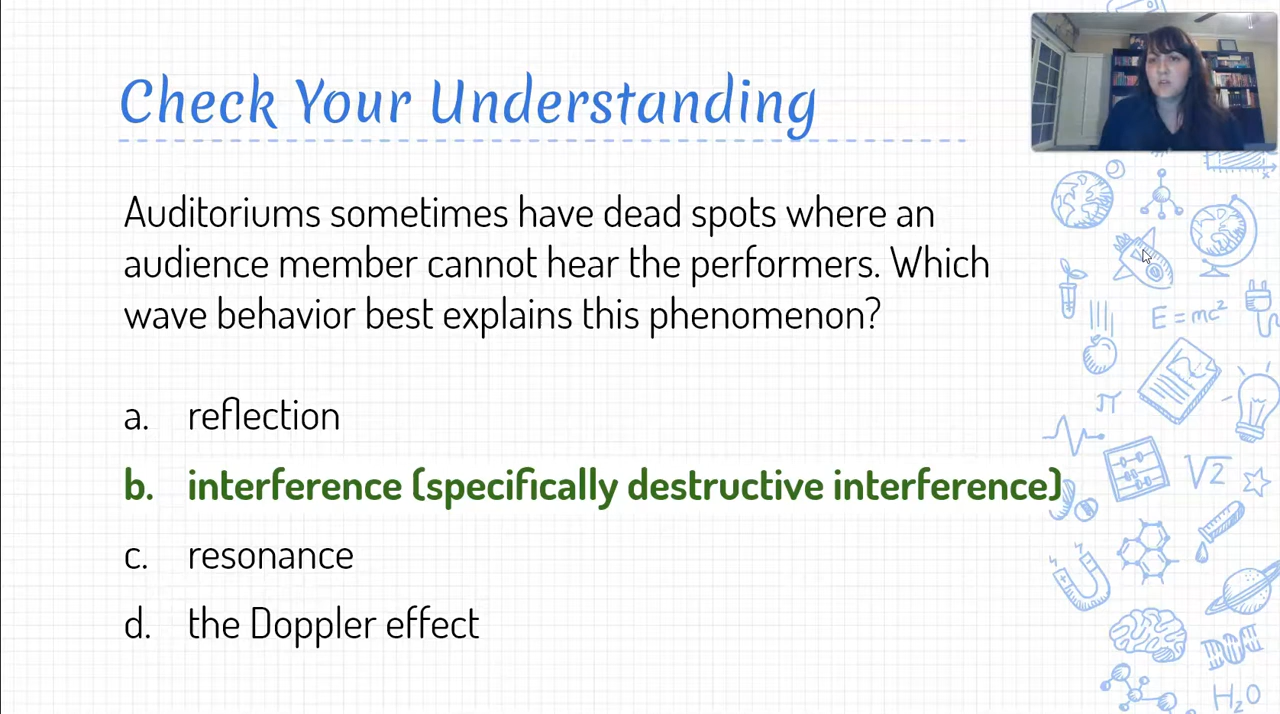 Check Your Understanding
Auditoriums sometimes have dead spots where an
audience member cannot hear the performers. Which
wave behavior best explains this phenomenon?
a. reflection
b. interference (specifically destructive interference)
c. resonance
d. the Doppler effect
E = mc²
π
√2
H₂O